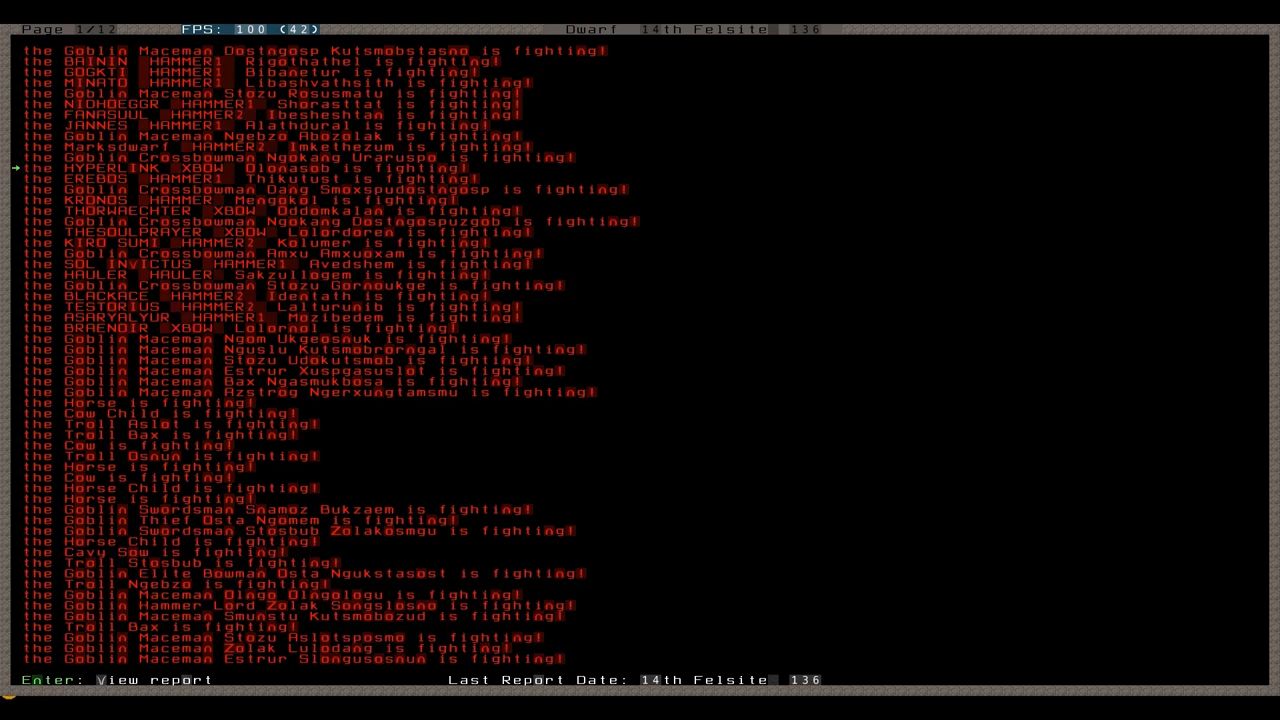 Page 1/12 FPS: 100 (42) Dwarf 14th Felsite 136
the Goblin Maceman Dostngosp Kutsmobstasno is fighting!
the BAININ HAMMER1 Rigothathel is fighting!
the GOGKTI HAMMER1 Bibanetur is fighting!
the MINATO HAMMER1 Libashvathsith is fighting!
the Goblin Maceman Stozu Rosusmatu is fighting!
the NIDHOEGGR HAMMER1 Shorasttat is fighting!
the FANASUUL HAMMER2 Ibesheshtan is fighting!
the JANNES HAMMER1 Alathdural is fighting!
the Goblin Maceman Ngebzo Abozolak is fighting!
the Marksdwarf HAMMER2 Imkethezum is fighting!
the Goblin Crossbowman Ngokang Uraruspo is fighting!
the HYPERLINK XBOW Olonasob is fighting!
the EREBOS HAMMER1 Thikutust is fighting!
the Goblin Crossbowman Dang Smoxspudostngosp is fighting!
the KRONOS HAMMER Mengokol is fighting!
the THORWAECHTER XBOW Oddomkalan is fighting!
the Goblin Crossbowman Ngokang Dostngospuzgob is fighting!
the THESOULPRAYER XBOW Lolordoren is fighting!
the KIRO SUMI HAMMER2 Kolumer is fighting!
the Goblin Crossbowman Amxu Amxuoxam is fighting!
the SOL INVICTUS HAMMER1 Avedshem is fighting!
the HAULER HAULER Sakzullogem is fighting!
the Goblin Crossbowman Stozu Gornoukge is fighting!
the BLACKACE HAMMER2 Identath is fighting!
the TESTORIUS HAMMER2 Lalturunib is fighting!
the ASARYALYUR HAMMER1 Mozibedem is fighting!
the BRAENDIR XBOW Lolornol is fighting!
the Goblin Maceman Ngom Ukgeosnuk is fighting!
the Goblin Maceman Nguslu Kutsmobrorngal is fighting!
the Goblin Maceman Stozu Udokutsmob is fighting!
the Goblin Maceman Estrur Xuspgasuslot is fighting!
the Goblin Maceman Bax Ngasmukbosa is fighting!
the Goblin Maceman Azstrog Ngerxungtamsmu is fighting!
the Horse is fighting!
the Cow Child is fighting!
the Troll Aslot is fighting!
the Troll Bax is fighting!
the Cow is fighting!
the Troll Osnun is fighting!
the Horse is fighting!
the Cow is fighting!
the Horse Child is fighting!
the Horse is fighting!
the Goblin Swordsman Snamoz Bukzaem is fighting!
the Goblin Thief Osta Ngomem is fighting!
the Goblin Swordsman Stosbub Zolakosmgu is fighting!
the Horse Child is fighting!
the Cavy Sow is fighting!
the Troll Stosbub is fighting!
the Goblin Elite Bowman Osta Ngukstasost is fighting!
the Troll Ngebzo is fighting!
the Goblin Maceman Olngo Olngologu is fighting!
the Goblin Hammer Lord Zolak Songslosno is fighting!
the Goblin Maceman Smunstu Kutsmobozud is fighting!
the Troll Bax is fighting!
the Goblin Maceman Stozu Aslotsposmo is fighting!
the Goblin Maceman Zolak Lulodang is fighting!
the Goblin Maceman Estrur Slongusosnun is fighting!
Enter: View report Last Report Date: 14th Felsite 136